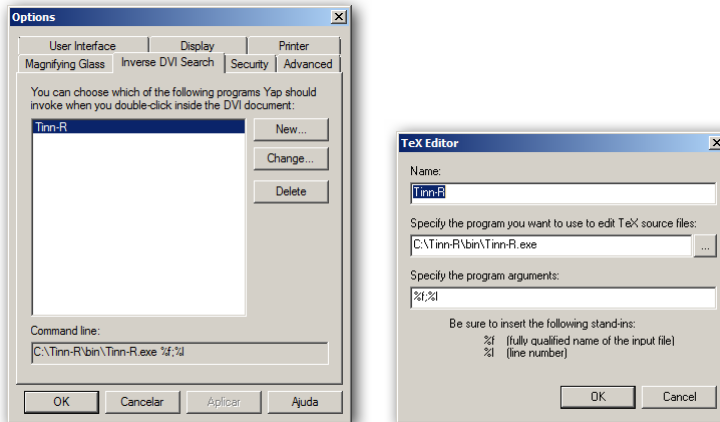 Options
User Interface Display Printer
Magnifying Glass Inverse DVI Search Security Advanced
You can choose which of the following programs Yap should
invoke when you double-click inside the DVI document:
Tinn-R
New...
Change...
Delete
Command line:
C:\Tinn-R\bin\Tinn-R.exe %f;%l
OK Cancelar Aplicar Ajuda
TeX Editor
Name:
Tinn-R
Specify the program you want to use to edit TeX source files:
C:\Tinn-R\bin\Tinn-R.exe ...
Specify the program arguments:
%f;%l
Be sure to insert the following stand-ins:
%f (fully qualified name of the input file)
%l (line number)
OK Cancel